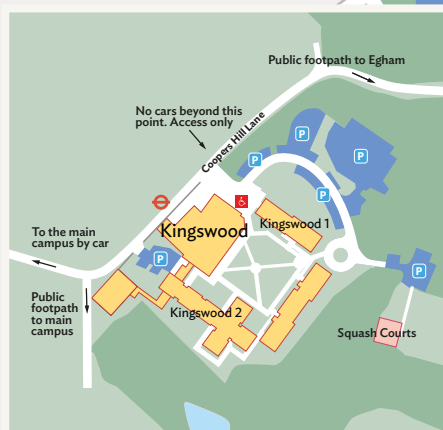 Public footpath to Egham
No cars beyond this
point. Access only
Coopers Hill Lane
P
P
P
P
Kingswood 1
Kingswood
To the main
campus by car
P
P
Public
footpath
to main
campus
Kingswood 2
Squash Courts